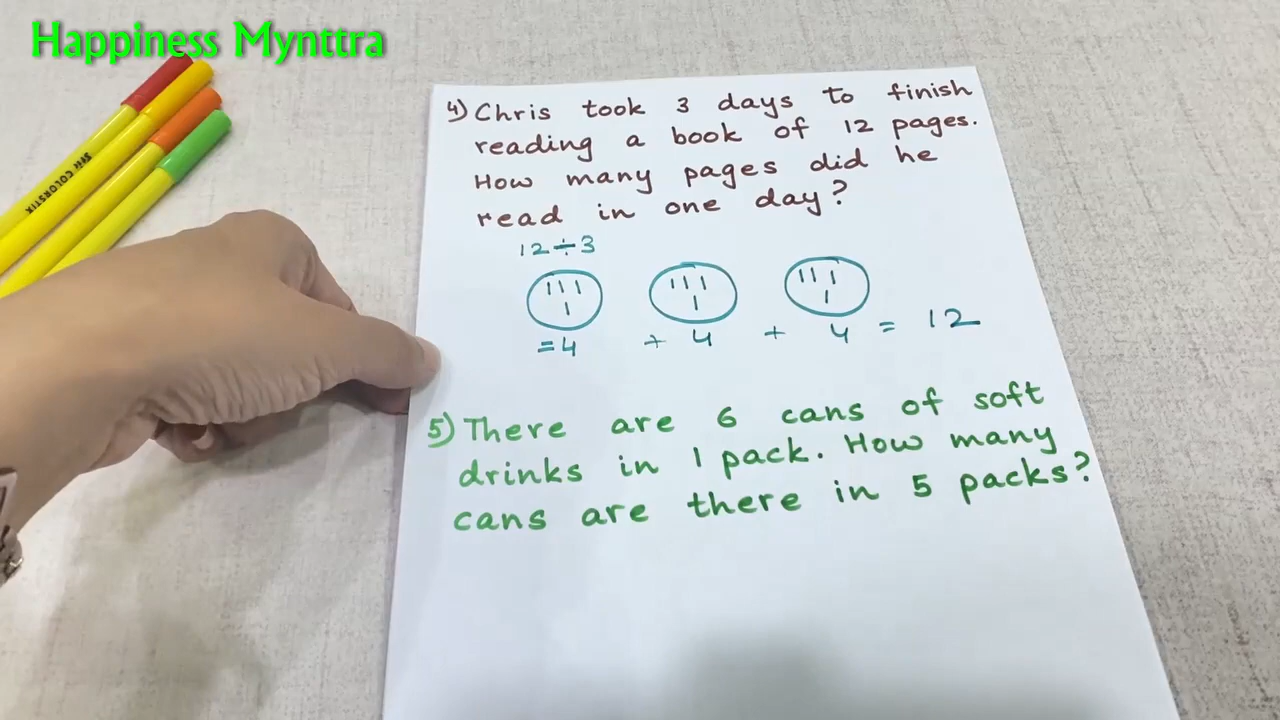 Happiness Mynttra
SFK COLORSTIX
4) Chris took 3 days to finish
reading a book of 12 pages.
How many pages did he
read in one day?
12÷3
=4 + 4 + 4 = 12
5) There are 6 cans of soft
drinks in 1 pack. How many
cans are there in 5 packs?